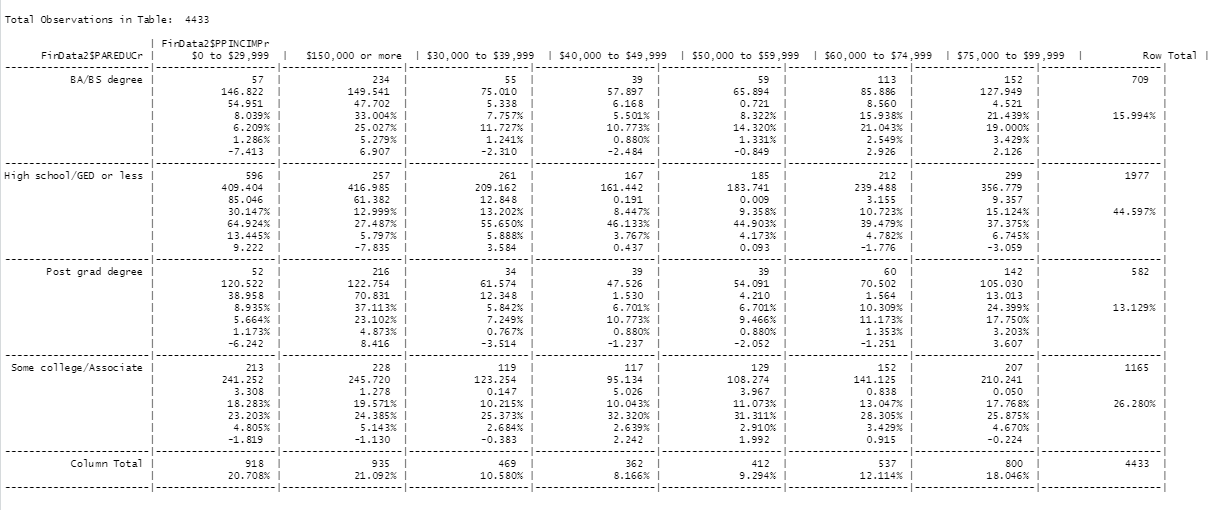 Total Observations in Table:  4433
| FinData2$PPINCIMPr
FinData2$PAREDUCr | $0 to $29,999 | $150,000 or more | $30,000 to $39,999 | $40,000 to $49,999 | $50,000 to $59,999 | $60,000 to $74,999 | $75,000 to $99,999 | Row Total |
BA/BS degree | 57 | 234 | 55 | 39 | 59 | 113 | 152 | 709 |
| 146.822 | 149.541 | 75.010 | 57.897 | 65.894 | 85.886 | 127.949 | |
| 54.951 | 47.702 | 5.338 | 6.168 | 0.721 | 8.560 | 4.521 | |
| 8.039% | 33.004% | 7.757% | 5.501% | 8.322% | 15.938% | 21.439% | 15.994% |
| 6.209% | 25.027% | 11.727% | 10.773% | 14.320% | 21.043% | 19.000% | |
| 1.286% | 5.279% | 1.241% | 0.880% | 1.331% | 2.549% | 3.429% | |
| -7.413 | 6.907 | -2.310 | -2.484 | -0.849 | 2.926 | 2.126 | |
High school/GED or less | 596 | 257 | 261 | 167 | 185 | 212 | 299 | 1977 |
| 409.404 | 416.985 | 209.162 | 161.442 | 183.741 | 239.488 | 356.779 | |
| 85.046 | 61.382 | 12.848 | 0.191 | 0.009 | 3.155 | 9.357 | |
| 30.147% | 12.999% | 13.202% | 8.447% | 9.358% | 10.723% | 15.124% | 44.597% |
| 64.924% | 27.487% | 55.650% | 46.133% | 44.903% | 39.479% | 37.375% | |
| 13.445% | 5.797% | 5.888% | 3.767% | 4.173% | 4.782% | 6.745% | |
| 9.222 | -7.835 | 3.584 | 0.437 | 0.093 | -1.776 | -3.059 | |
Post grad degree | 52 | 216 | 34 | 39 | 39 | 60 | 142 | 582 |
| 120.522 | 122.754 | 61.574 | 47.526 | 54.091 | 70.502 | 105.030 | |
| 38.958 | 70.831 | 12.348 | 1.530 | 4.210 | 1.564 | 13.013 | |
| 8.935% | 37.113% | 5.842% | 6.701% | 6.701% | 10.309% | 24.399% | 13.129% |
| 5.664% | 23.102% | 7.249% | 10.773% | 9.466% | 11.173% | 17.750% | |
| 1.173% | 4.873% | 0.767% | 0.880% | 0.880% | 1.353% | 3.203% | |
| -6.242 | 8.416 | -3.514 | -1.237 | -2.052 | -1.251 | 3.607 | |
Some college/Associate | 213 | 228 | 119 | 117 | 129 | 152 | 207 | 1165 |
| 241.252 | 245.720 | 123.254 | 95.134 | 108.274 | 141.125 | 210.241 | |
| 3.308 | 1.278 | 0.147 | 5.026 | 3.967 | 0.838 | 0.050 | |
| 18.283% | 19.571% | 10.215% | 10.043% | 11.073% | 13.047% | 17.768% | 26.280% |
| 23.203% | 24.385% | 25.373% | 32.320% | 31.311% | 28.305% | 25.875% | |
| 4.805% | 5.143% | 2.684% | 2.639% | 2.910% | 3.429% | 4.670% | |
| -1.819 | -1.130 | -0.383 | 2.242 | 1.992 | 0.915 | -0.224 | |
Column Total | 918 | 935 | 469 | 362 | 412 | 537 | 800 | 4433 |
| 20.708% | 21.092% | 10.580% | 8.166% | 9.294% | 12.114% | 18.046% | |